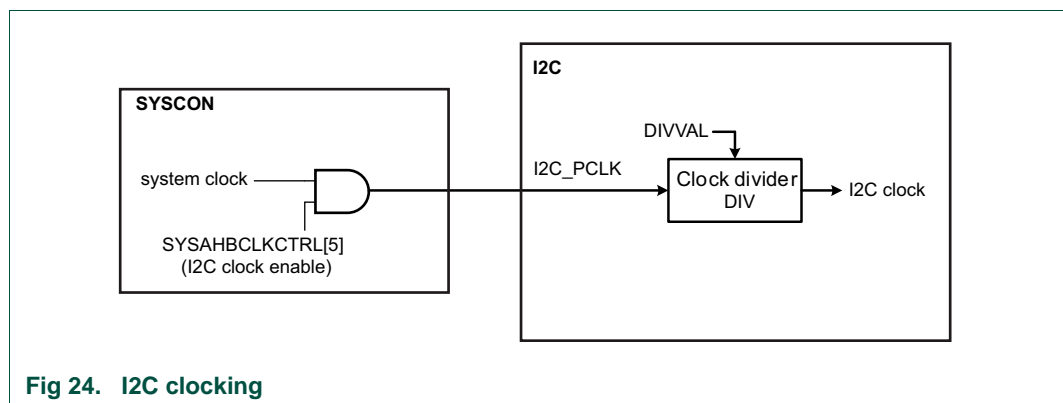 I2C
SYSCON
DIVVAL
system clock
I2C_PCLK
Clock divider
DIV
I2C clock
SYSAHBCLKCTRL[5]
(I2C clock enable)
Fig 24. I2C clocking